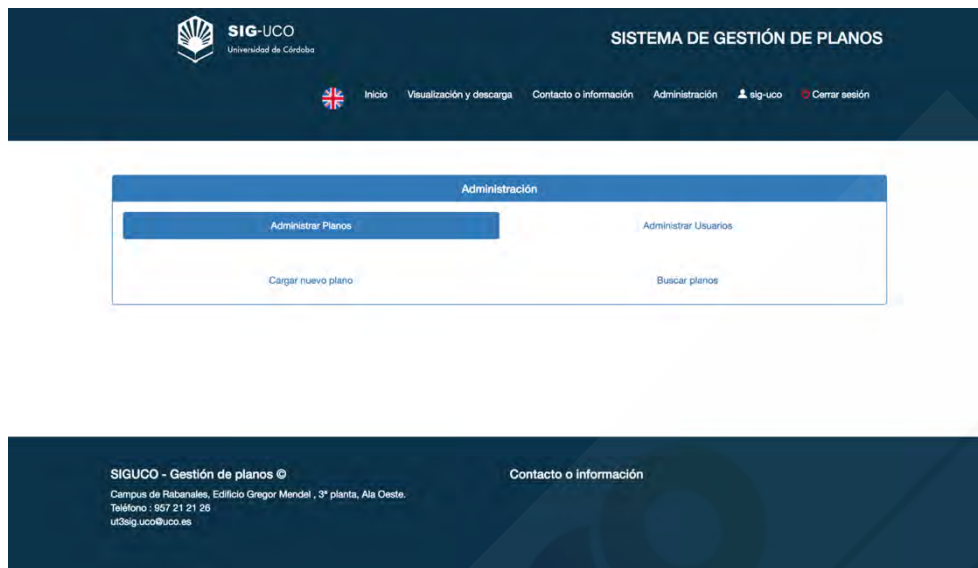 SIG-UCO
Universidad de Córdoba
SISTEMA DE GESTIÓN DE PLANOS
Inicio Visualización y descarga Contacto o información Administración sig-uco Cerrar sesión
Administración
Administrar Planos Administrar Usuarios
Cargar nuevo plano Buscar planos
SIGUCO - Gestión de planos ©
Contacto o información
Campus de Rabanales, Edificio Gregor Mendel , 3ª planta, Ala Oeste.
Teléfono : 957 21 21 26
ut3sig.uco@uco.es